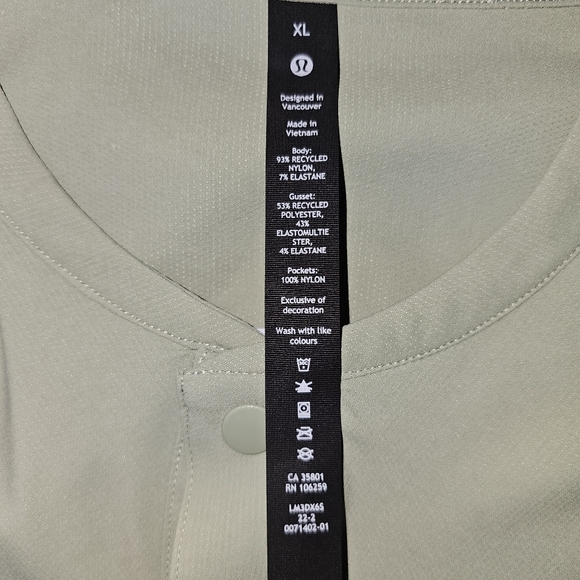 XL
Designed in
Vancouver
Made in
Vietnam
Body:
93% RECYCLED
NYLON,
7% ELASTANE
Gusset:
53% RECYCLED
POLYESTER,
43%
ELASTOMULTIE
STER,
4% ELASTANE
Pockets:
100% NYLON
Exclusive of
decoration
Wash with like
colours
CA 35801
RN 106259
LM3DX6S
22-2
0071402-01